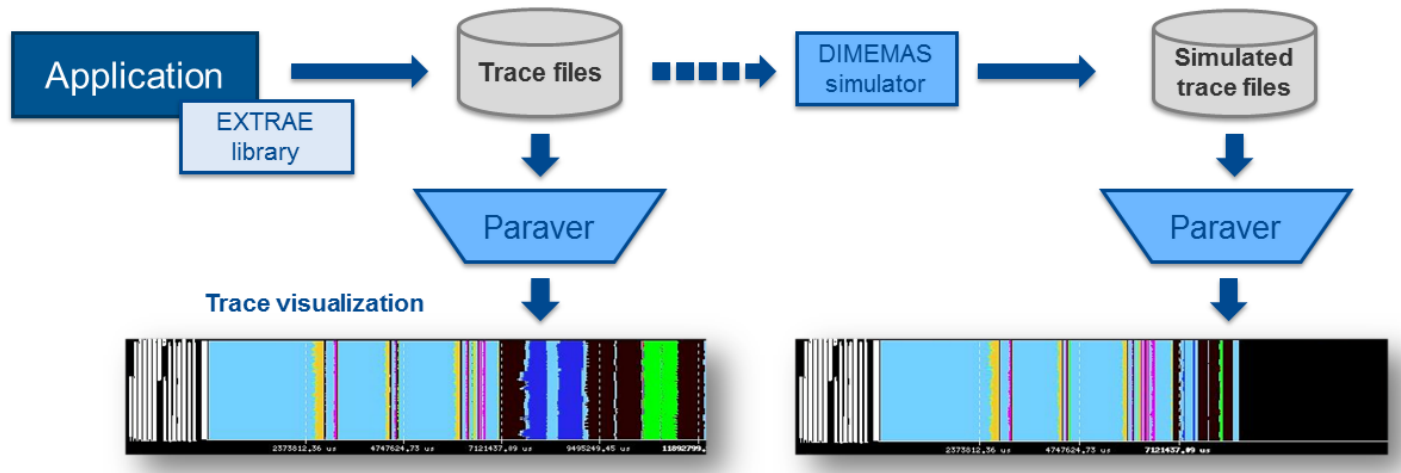 Application
EXTRAE
library
Trace files
DIMEMAS
simulator
Simulated
trace files
Paraver
Paraver
Trace visualization
2373812,36 us
4747624,73 us
7121437,09 us
9495249,45 us
11892799,
2373812,36 us
4747624,73 us
7121437,09 us